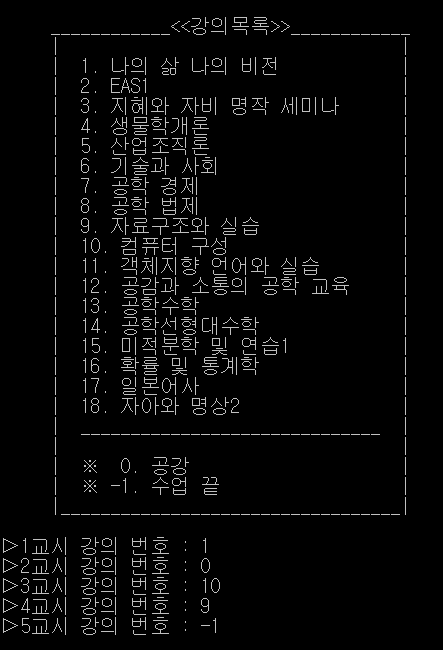 <<강의목록>>
1. 나의 삶 나의 비전
2. EAS1
3. 지혜와 자비 명작 세미나
4. 생물학개론
5. 산업조직론
6. 기술과 사회
7. 공학 경제
8. 공학 법제
9. 자료구조와 실습
10. 컴퓨터 구성
11. 객체지향 언어와 실습
12. 공감과 소통의 공학 교육
13. 공학수학
14. 공학선형대수학
15. 미적분학 및 연습1
16. 확률 및 통계학
17. 일본어사
18. 자아와 명상2
※ 0. 공강
※ -1. 수업 끝
▷1교시 강의 번호 : 1
▷2교시 강의 번호 : 0
▷3교시 강의 번호 : 10
▷4교시 강의 번호 : 9
▷5교시 강의 번호 : -1